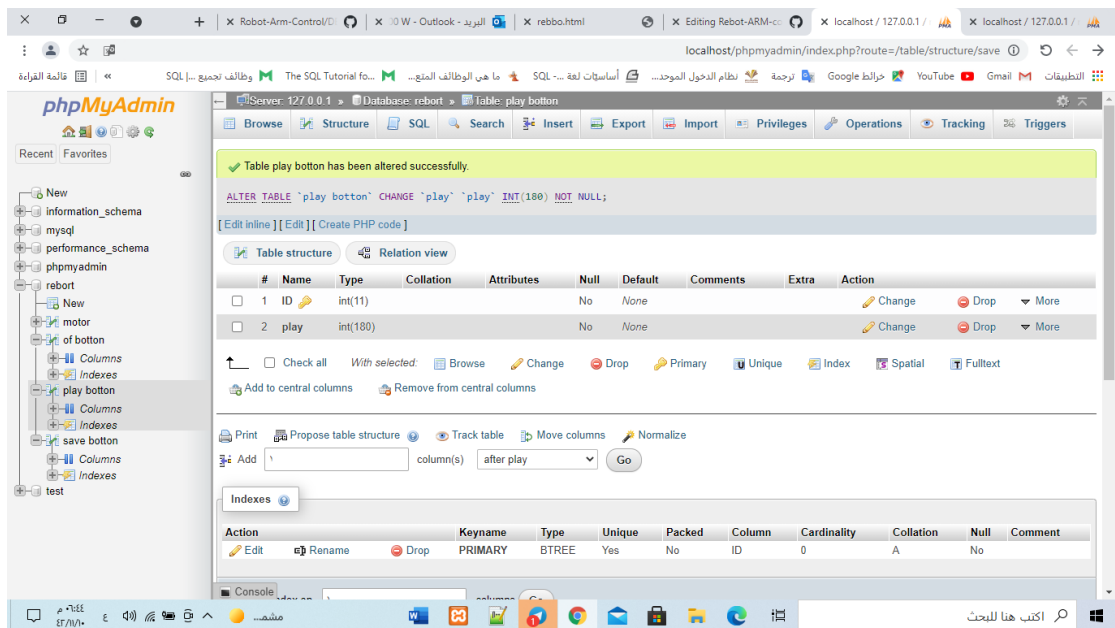 Robot-Arm-Control/D
W - Outlook - البريد
rebbo.html
Editing Rebot-ARM-co
localhost / 127.0.0.1 /
localhost / 127.0.0.1 /
localhost/phpmyadmin/index.php?route=/table/structure/save
التطبيقات
Gmail
YouTube
خرائط Google
ترجمة
نظام الدخول الموحد...
أساسيّات لغة SQL -...
ما هي الوظائف المتع...
The SQL Tutorial fo...
وظائف تجميع SQL |...
»
قائمة القراءة
phpMyAdmin
Recent Favorites
New
information_schema
mysql
performance_schema
phpmyadmin
rebort
New
motor
of botton
Columns
Indexes
play botton
Columns
Indexes
save botton
Columns
Indexes
test
Server: 127.0.0.1 » Database: rebort » Table: play botton
Browse Structure SQL Search Insert Export Import Privileges Operations Tracking Triggers
Table play botton has been altered successfully.
ALTER TABLE `play botton` CHANGE `play` `play` INT(180) NOT NULL;
[ Edit inline ] [ Edit ] [ Create PHP code ]
Table structure Relation view
# Name Type Collation Attributes Null Default Comments Extra Action
1 ID int(11) No None Change Drop More
2 play int(180) No None Change Drop More
Check all With selected: Browse Change Drop Primary Unique Index Spatial Fulltext
Add to central columns Remove from central columns
Print Propose table structure Track table Move columns Normalize
Add ١ column(s) after play Go
Indexes
Action Keyname Type Unique Packed Column Cardinality Collation Null Comment
Edit Rename Drop PRIMARY BTREE Yes No ID 0 A No
Console
columns Go
اكتب هنا للبحث
مشمـ...
ع